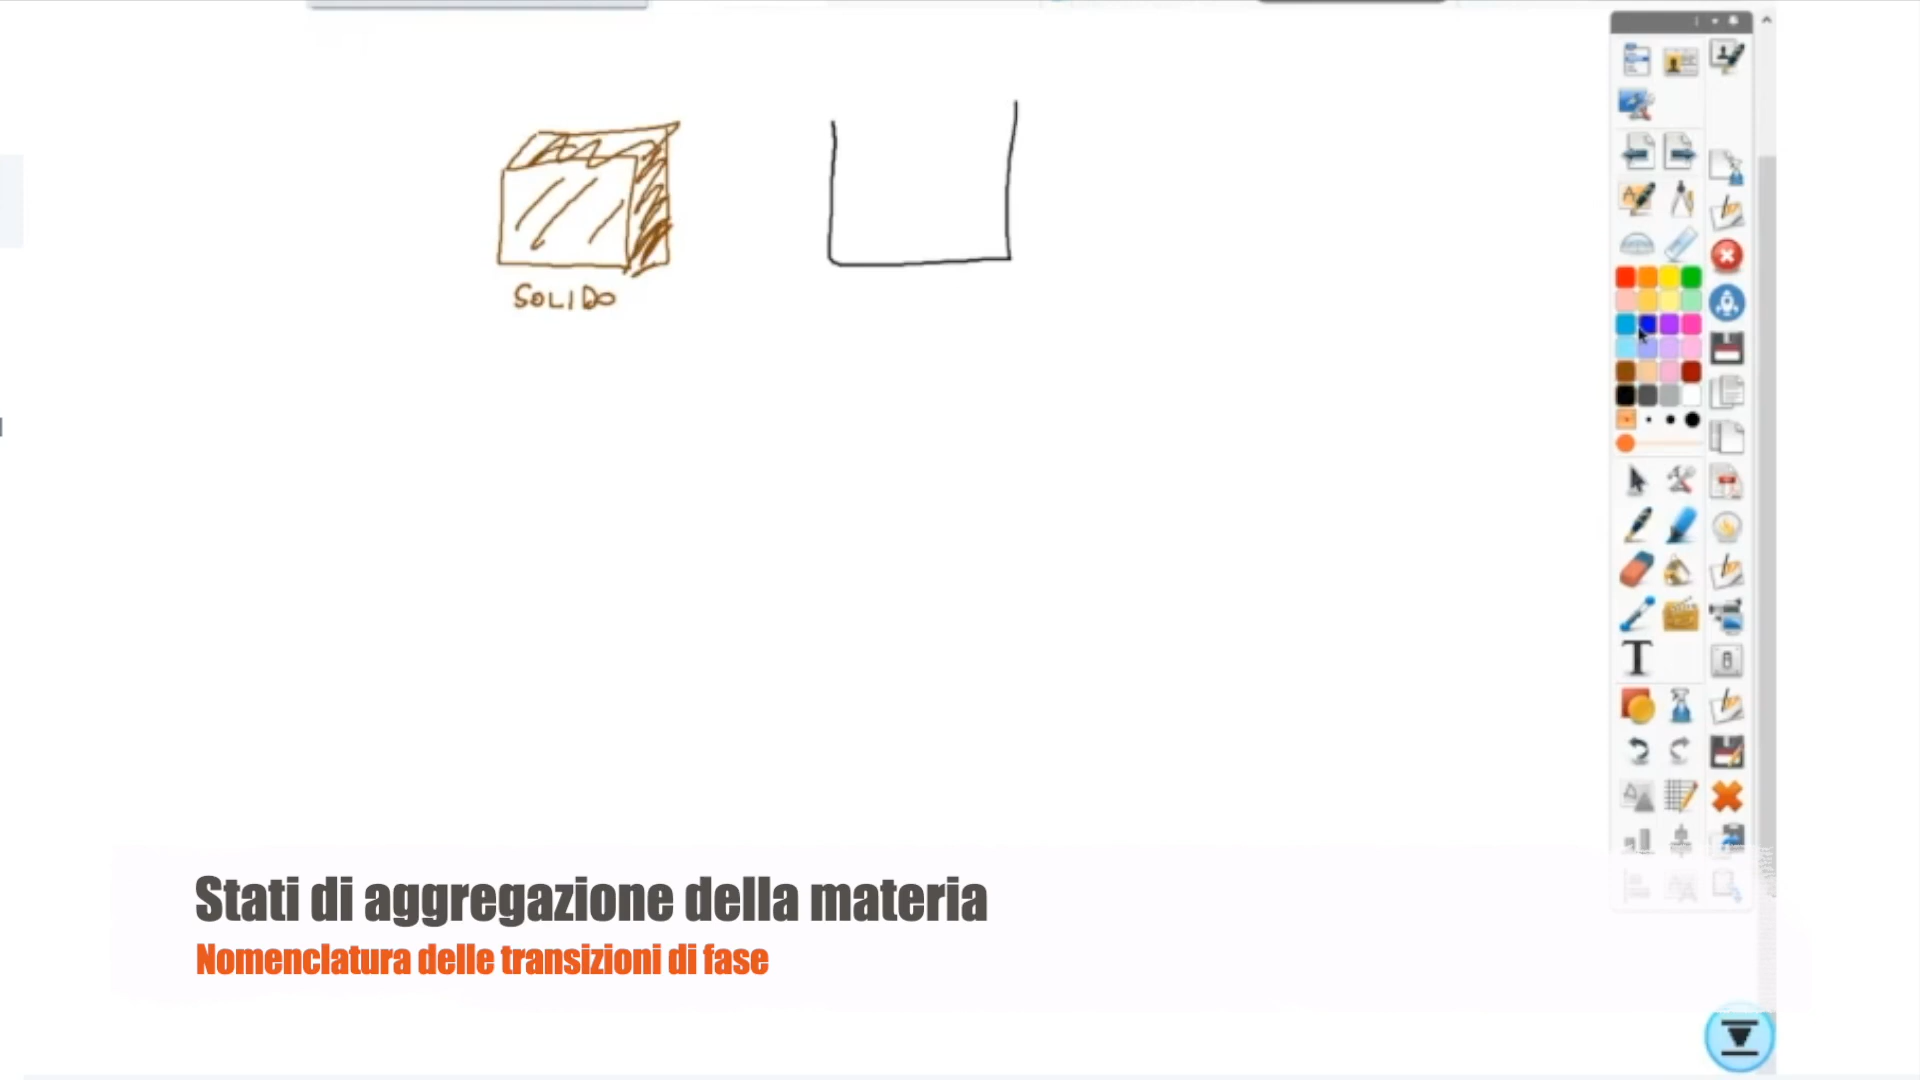 SOLIDO
T
Stati di aggregazione della materia
Nomenclatura delle transizioni di fase